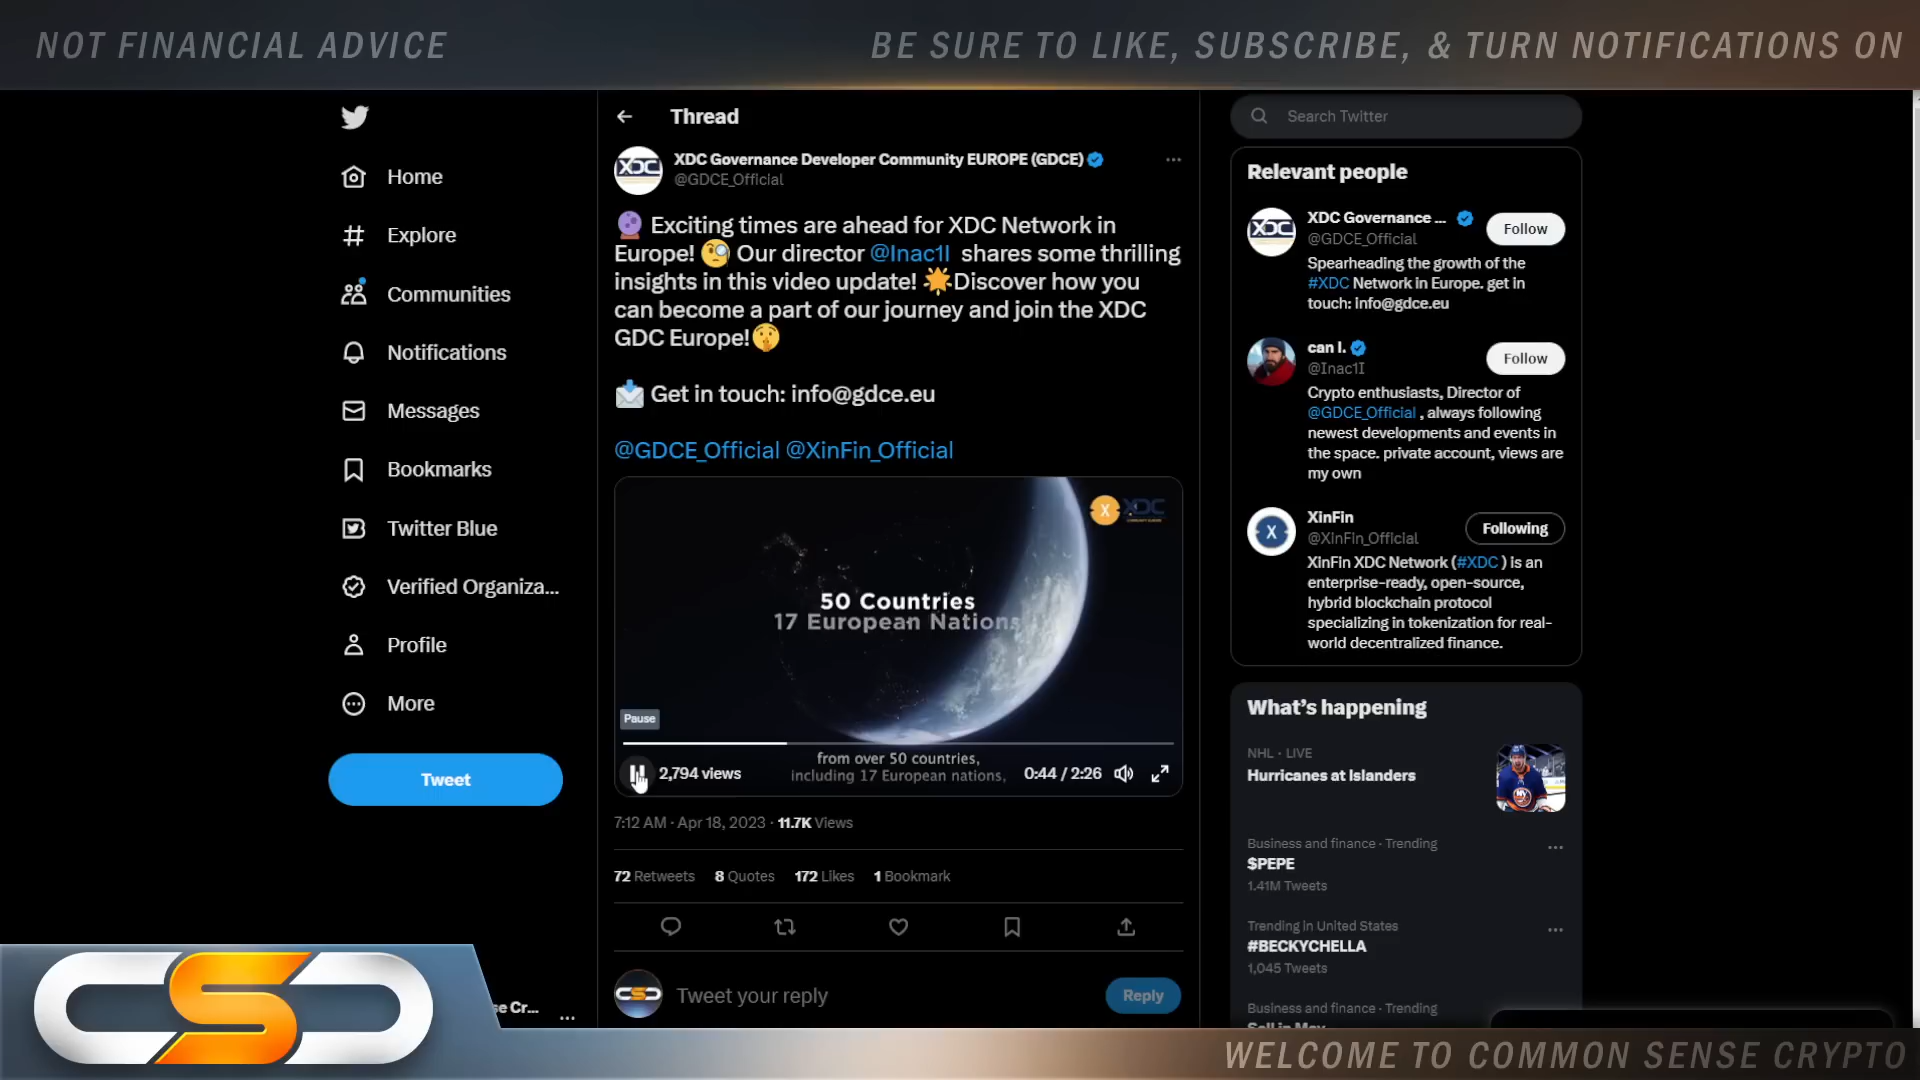 NOT FINANCIAL ADVICE
BE SURE TO LIKE, SUBSCRIBE, & TURN NOTIFICATIONS ON
Home
Explore
Communities
Notifications
Messages
Bookmarks
Twitter Blue
Verified Organiza...
Profile
More
Tweet
se Cr...
Thread
XDC
XDC Governance Developer Community EUROPE (GDCE)
@GDCE_Official
🔮 Exciting times are ahead for XDC Network in
Europe! 🧐 Our director @Inac1l shares some thrilling
insights in this video update! 🌟Discover how you
can become a part of our journey and join the XDC
GDC Europe!🤫
📩 Get in touch: info@gdce.eu
@GDCE_Official @XinFin_Official
X XDC
50 Countries
17 European Nations
Pause
from over 50 countries,
including 17 European nations,
2,794 views
0:44 / 2:26
7:12 AM · Apr 18, 2023 · 11.7K Views
72 Retweets 8 Quotes 172 Likes 1 Bookmark
CSC
Tweet your reply
Reply
Search Twitter
Relevant people
XDC
XDC Governance ...
@GDCE_Official
Follow
Spearheading the growth of the
#XDC Network in Europe. get in
touch: info@gdce.eu
can l.
@Inac1l
Follow
Crypto enthusiasts, Director of
@GDCE_Official , always following
newest developments and events in
the space. private account, views are
my own
X
XinFin
@XinFin_Official
Following
XinFin XDC Network (#XDC ) is an
enterprise-ready, open-source,
hybrid blockchain protocol
specializing in tokenization for real-
world decentralized finance.
What's happening
NHL · LIVE
Hurricanes at Islanders
Business and finance · Trending
$PEPE
1.41M Tweets
Trending in United States
#BECKYCHELLA
1,045 Tweets
Business and finance · Trending
Sell in May
CSC
WELCOME TO COMMON SENSE CRYPTO